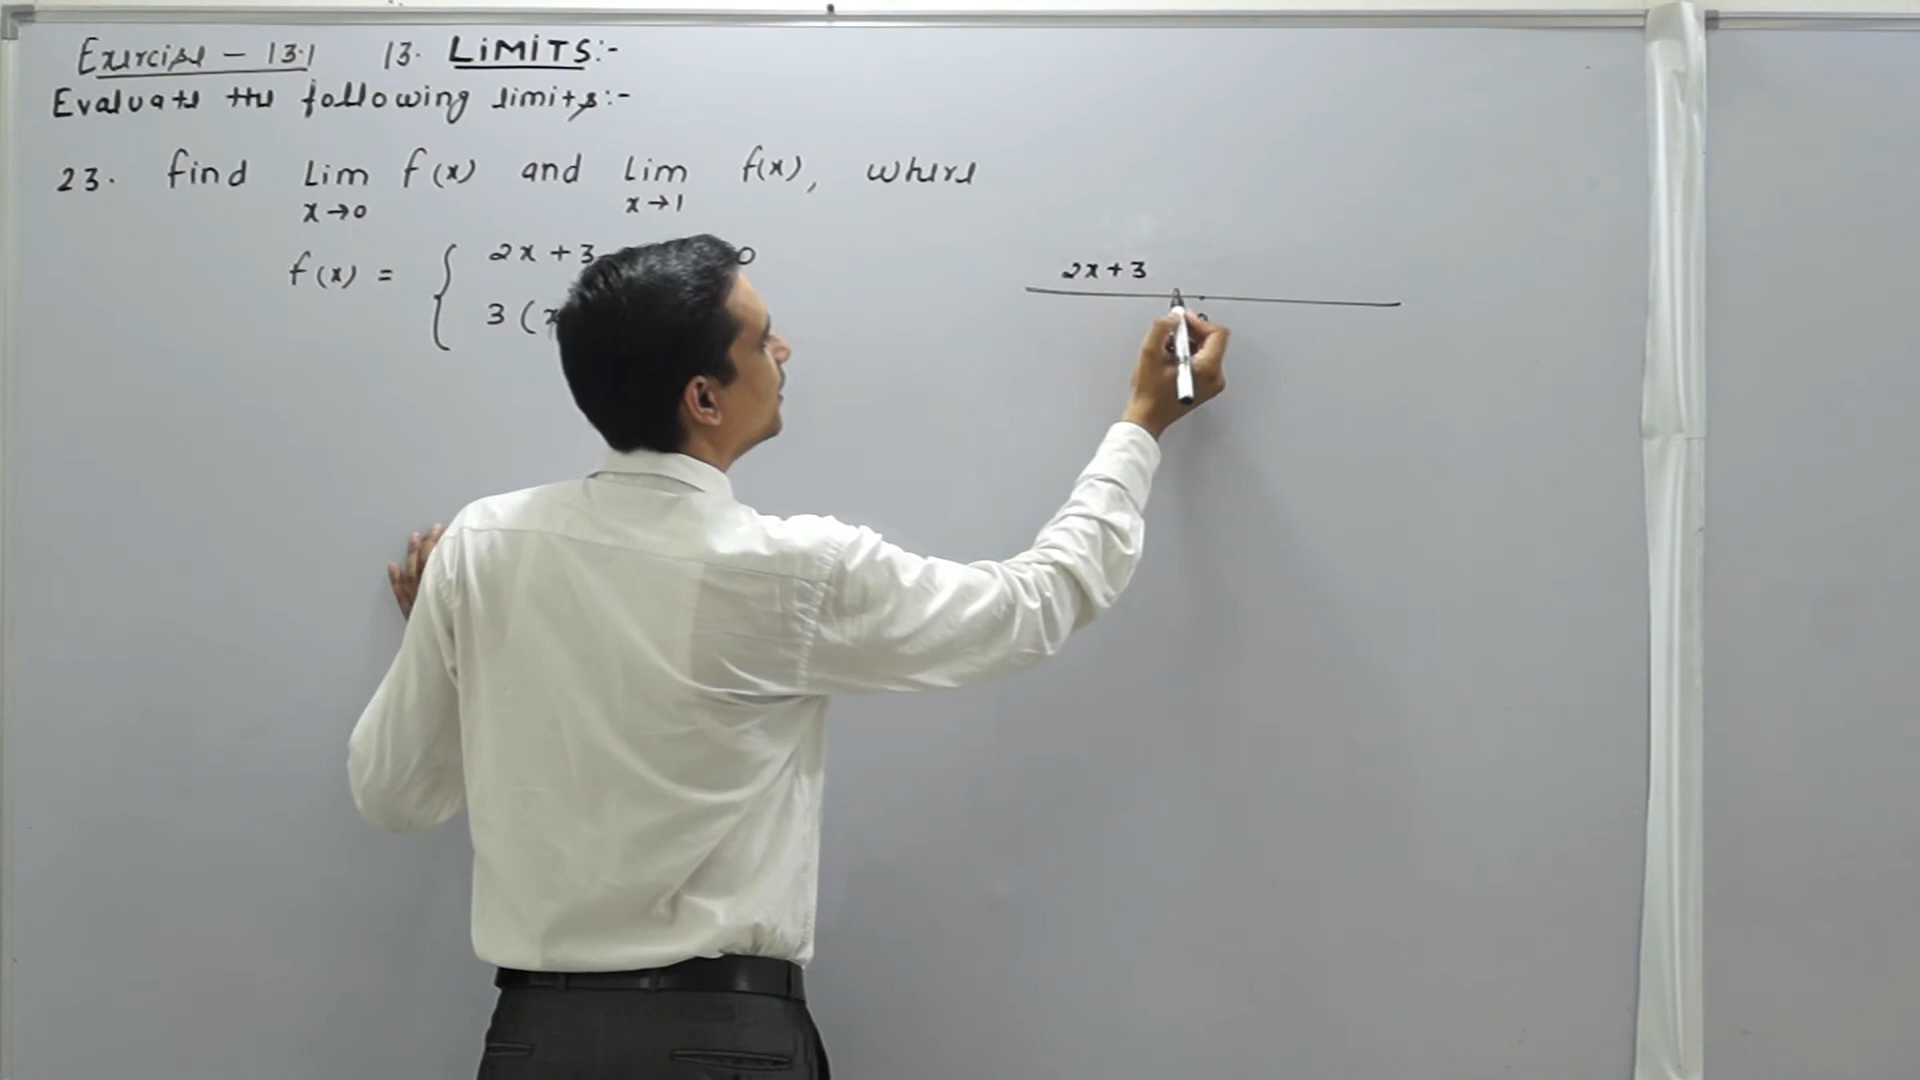 Exercise - 13.1 13. LIMITS:-
Evaluate the following limits:-
23. find Lim f(x) and Lim f(x), where
x→0 x→1
f(x) = { 2x+3 0
3(x
2x+3